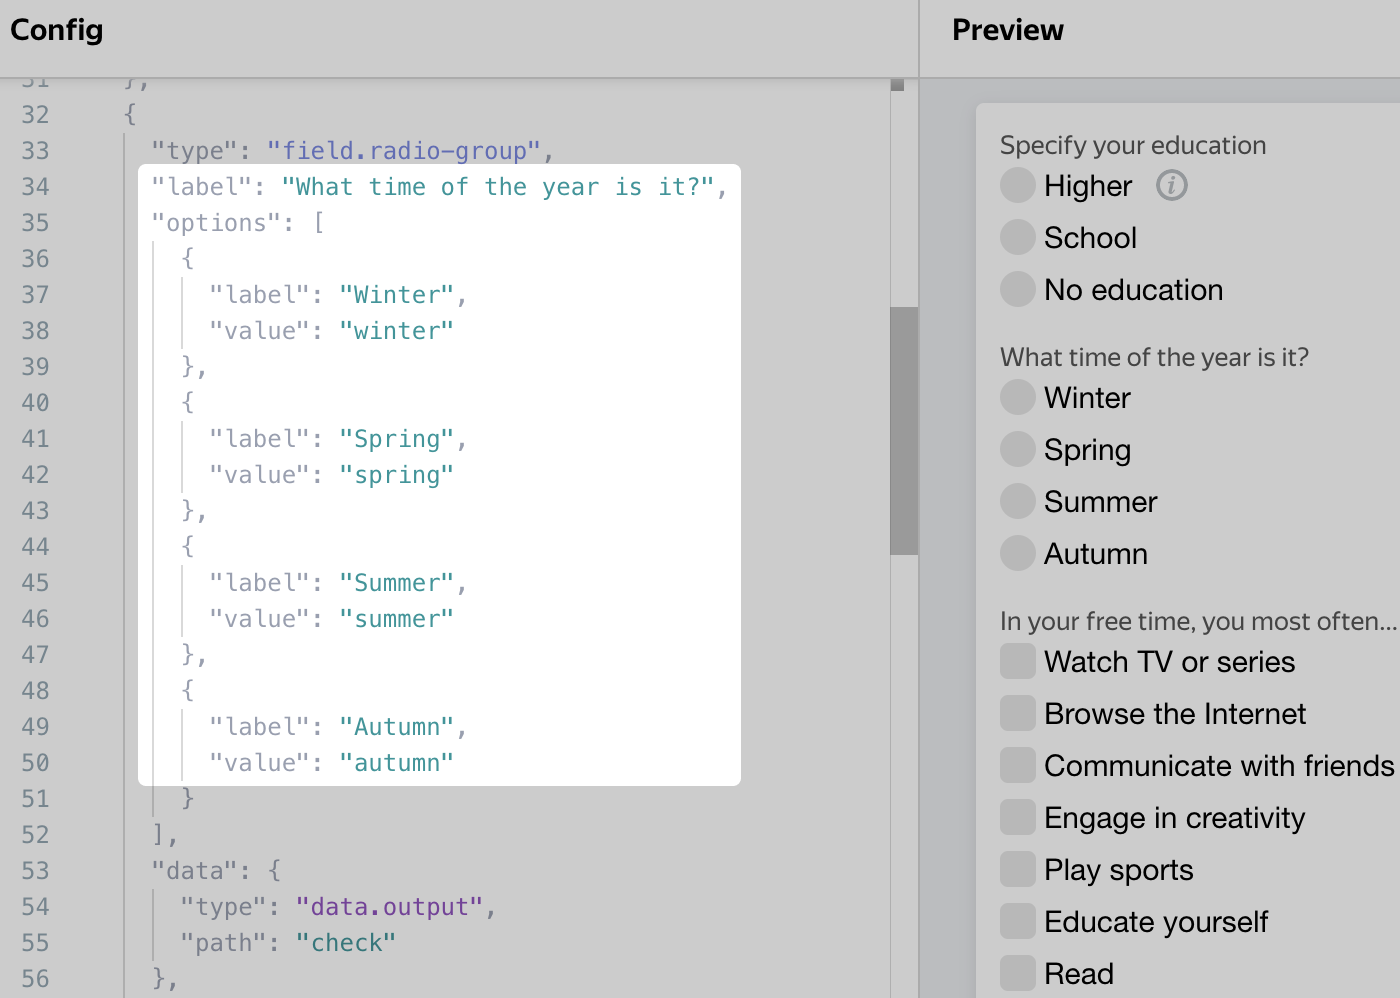 Config
31 },
32 {
33 "type": "field.radio-group",
34 "label": "What time of the year is it?",
35 "options": [
36 {
37 "label": "Winter",
38 "value": "winter"
39 },
40 {
41 "label": "Spring",
42 "value": "spring"
43 },
44 {
45 "label": "Summer",
46 "value": "summer"
47 },
48 {
49 "label": "Autumn",
50 "value": "autumn"
51 }
52 ],
53 "data": {
54 "type": "data.output",
55 "path": "check"
56 },
Preview
Specify your education
Higher i
School
No education
What time of the year is it?
Winter
Spring
Summer
Autumn
In your free time, you most often...
Watch TV or series
Browse the Internet
Communicate with friends
Engage in creativity
Play sports
Educate yourself
Read